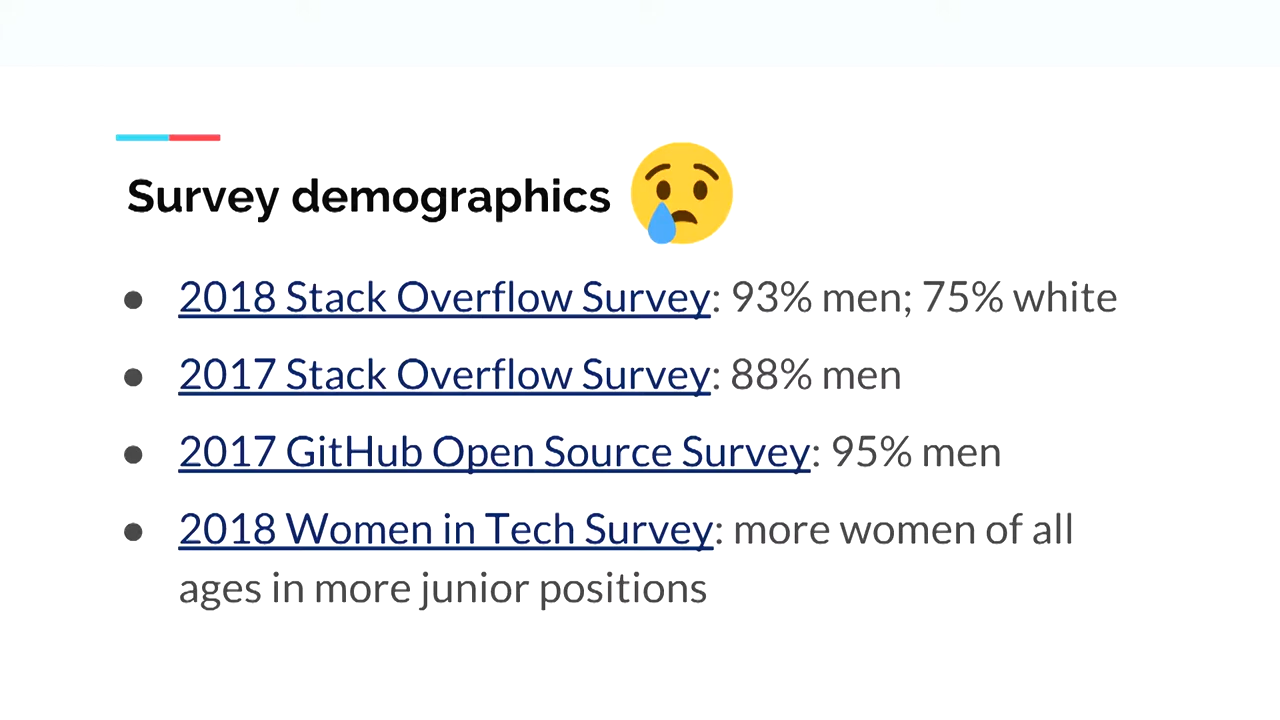 Survey demographics
● 2018 Stack Overflow Survey: 93% men; 75% white
● 2017 Stack Overflow Survey: 88% men
● 2017 GitHub Open Source Survey: 95% men
● 2018 Women in Tech Survey: more women of all
ages in more junior positions